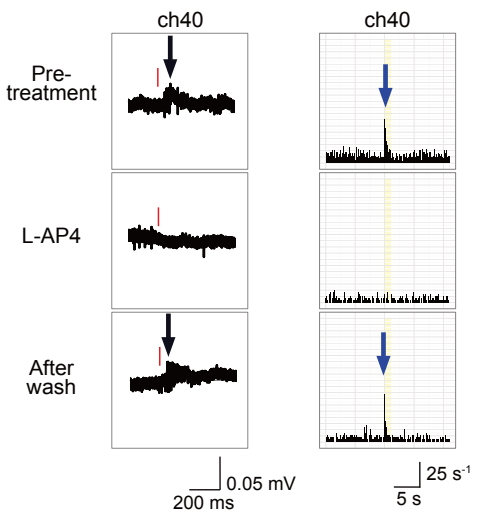 ch40
ch40
Pre-
treatment
L-AP4
After
wash
0.05 mV
200 ms
25 s⁻¹
5 s